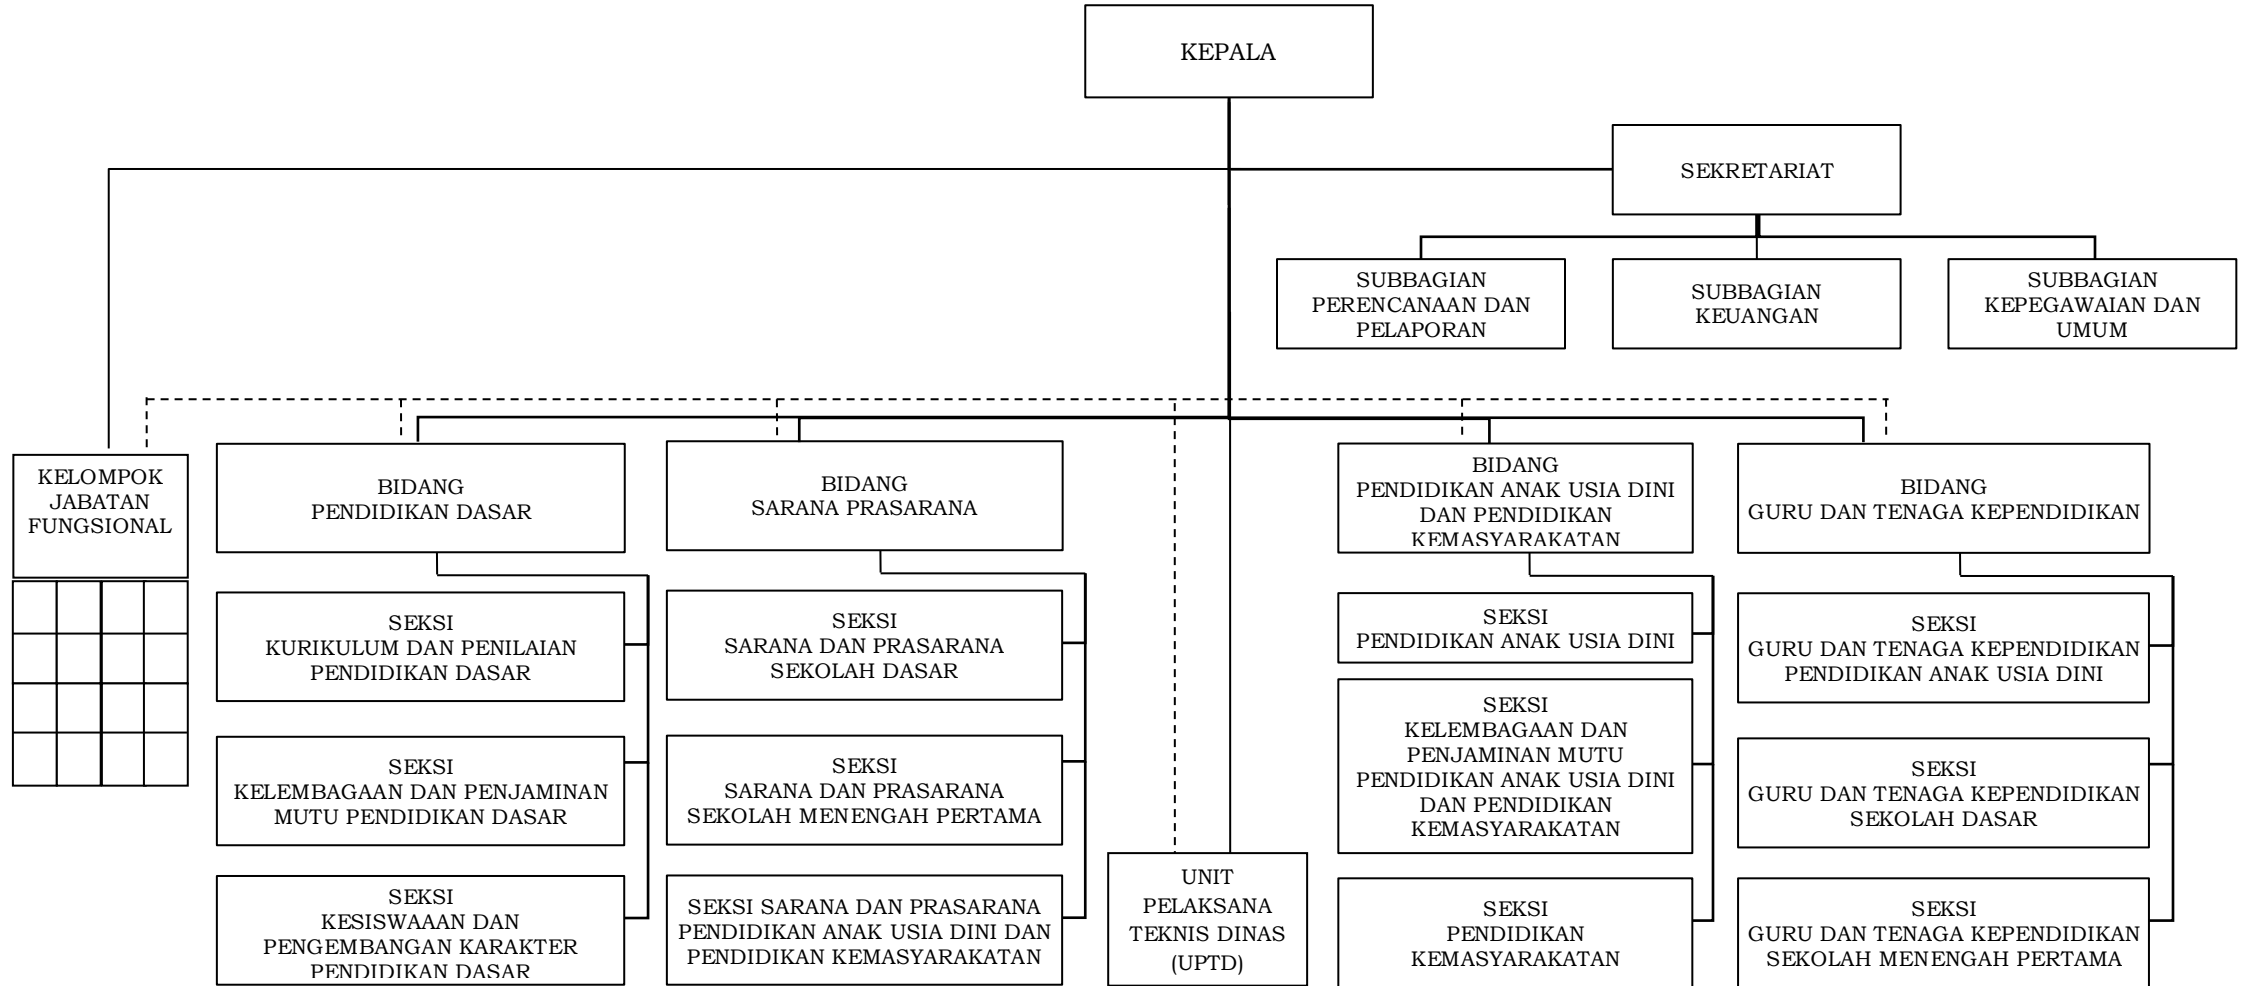 KEPALA
SEKRETARIAT
SUBBAGIAN
PERENCANAAN DAN
PELAPORAN
SUBBAGIAN
KEUANGAN
SUBBAGIAN
KEPEGAWAIAN DAN
UMUM
KELOMPOK
JABATAN
FUNGSIONAL
BIDANG
PENDIDIKAN DASAR
BIDANG
SARANA PRASARANA
BIDANG
PENDIDIKAN ANAK USIA DINI
DAN PENDIDIKAN
KEMASYARAKATAN
BIDANG
GURU DAN TENAGA KEPENDIDIKAN
SEKSI
KURIKULUM DAN PENILAIAN
PENDIDIKAN DASAR
SEKSI
SARANA DAN PRASARANA
SEKOLAH DASAR
SEKSI
PENDIDIKAN ANAK USIA DINI
SEKSI
GURU DAN TENAGA KEPENDIDIKAN
PENDIDIKAN ANAK USIA DINI
SEKSI
KELEMBAGAAN DAN PENJAMINAN
MUTU PENDIDIKAN DASAR
SEKSI
SARANA DAN PRASARANA
SEKOLAH MENENGAH PERTAMA
SEKSI
KELEMBAGAAN DAN
PENJAMINAN MUTU
PENDIDIKAN ANAK USIA DINI
DAN PENDIDIKAN
KEMASYARAKATAN
SEKSI
GURU DAN TENAGA KEPENDIDIKAN
SEKOLAH DASAR
SEKSI
KESISWAAAN DAN
PENGEMBANGAN KARAKTER
PENDIDIKAN DASAR
SEKSI SARANA DAN PRASARANA
PENDIDIKAN ANAK USIA DINI DAN
PENDIDIKAN KEMASYARAKATAN
UNIT
PELAKSANA
TEKNIS DINAS
(UPTD)
SEKSI
PENDIDIKAN
KEMASYARAKATAN
SEKSI
GURU DAN TENAGA KEPENDIDIKAN
SEKOLAH MENENGAH PERTAMA